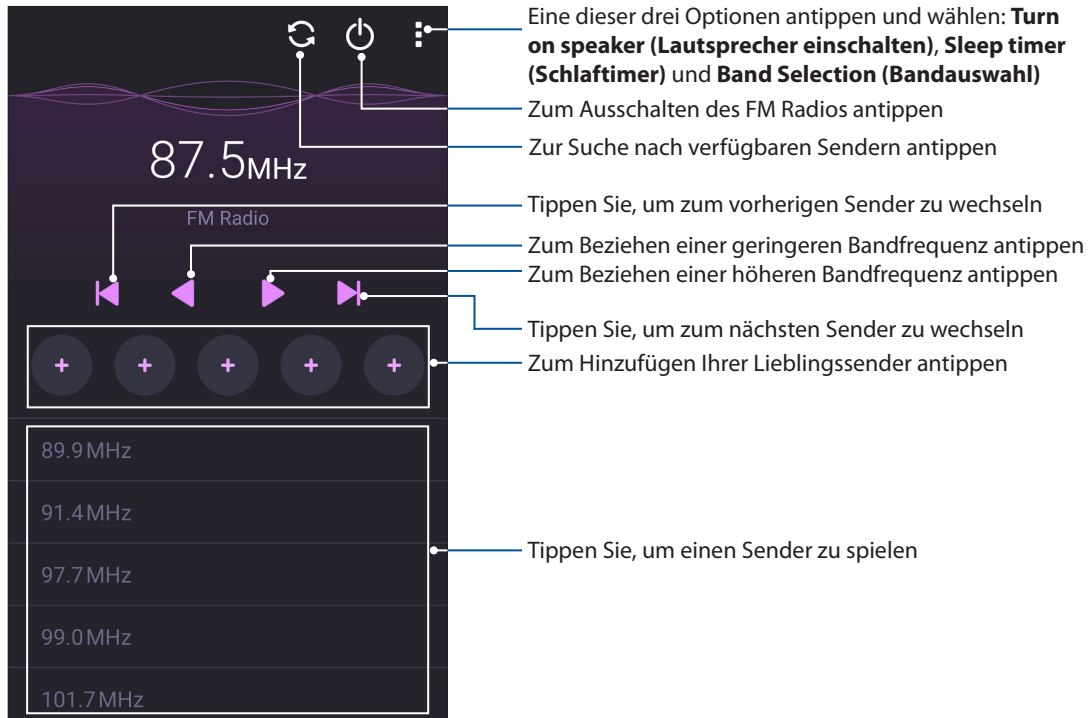 Eine dieser drei Optionen antippen und wählen: Turn
on speaker (Lautsprecher einschalten), Sleep timer
(Schlaftimer) und Band Selection (Bandauswahl)
Zum Ausschalten des FM Radios antippen
Zur Suche nach verfügbaren Sendern antippen
87.5MHz
FM Radio
Tippen Sie, um zum vorherigen Sender zu wechseln
Zum Beziehen einer geringeren Bandfrequenz antippen
Zum Beziehen einer höheren Bandfrequenz antippen
Tippen Sie, um zum nächsten Sender zu wechseln
Zum Hinzufügen Ihrer Lieblingssender antippen
+ + + + +
89.9MHz
91.4MHz
97.7MHz
99.0MHz
101.7MHz
Tippen Sie, um einen Sender zu spielen